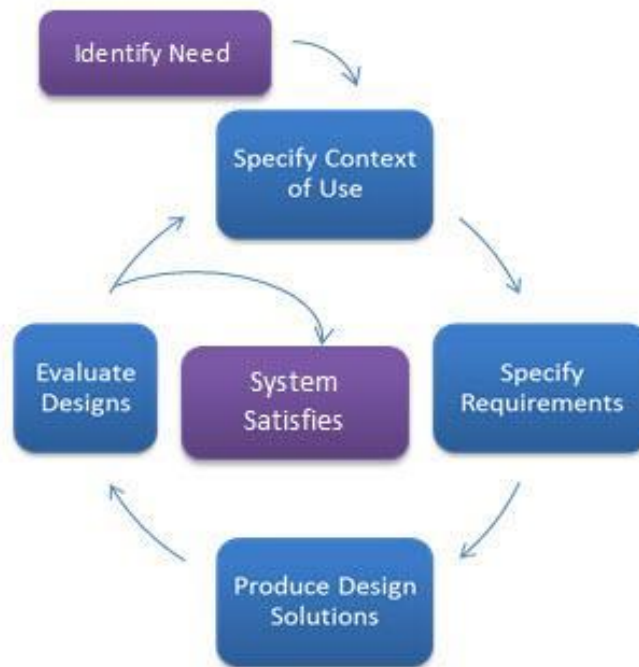 Identify Need
Specify Context
of Use
Evaluate
Designs
System
Satisfies
Specify
Requirements
Produce Design
Solutions